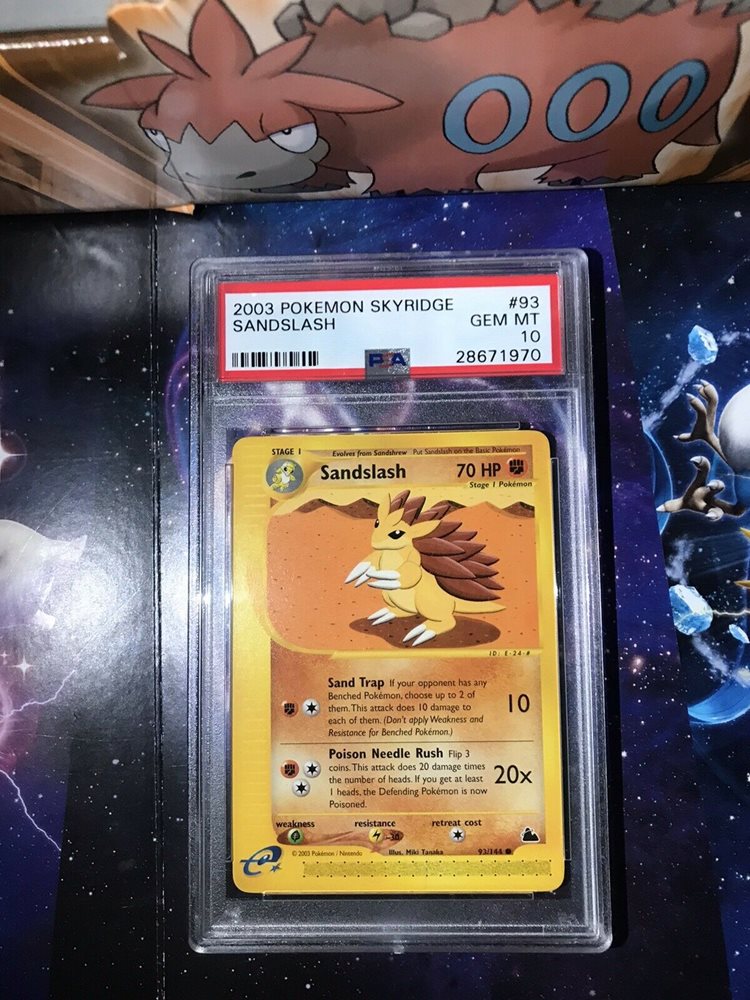 2003 POKEMON SKYRIDGE #93
SANDSLASH GEM MT
10
PSA 28671970
STAGE 1 Evolves from Sandshrew Put Sandslash on the Basic Pokémon
Sandslash 70 HP
Stage 1 Pokémon
ID: E-24-#
Sand Trap If your opponent has any
Benched Pokémon, choose up to 2 of
them. This attack does 10 damage to
each of them. (Don't apply Weakness and
Resistance for Benched Pokémon.)
10
Poison Needle Rush Flip 3
coins. This attack does 20 damage times
the number of heads. If you get at least
1 heads, the Defending Pokémon is now
Poisoned.
20x
weakness resistance retreat cost
-30
e
© 2003 Pokémon / Nintendo Illus. Miki Tanaka 93/144